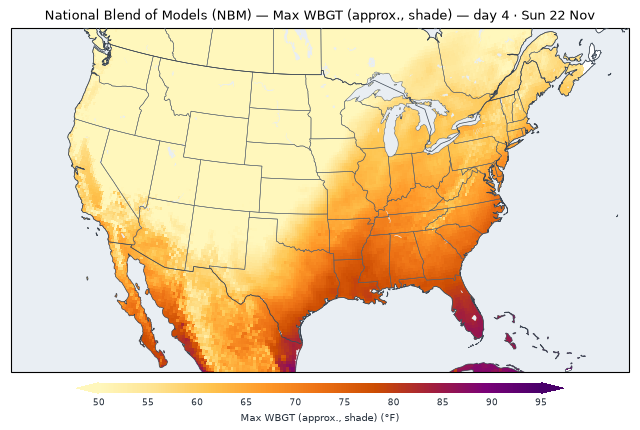 National Blend of Models (NBM) — Max WBGT (approx., shade) — day 4 · Sun 22 Nov
50 55 60 65 70 75 80 85 90 95
Max WBGT (approx., shade) (°F)